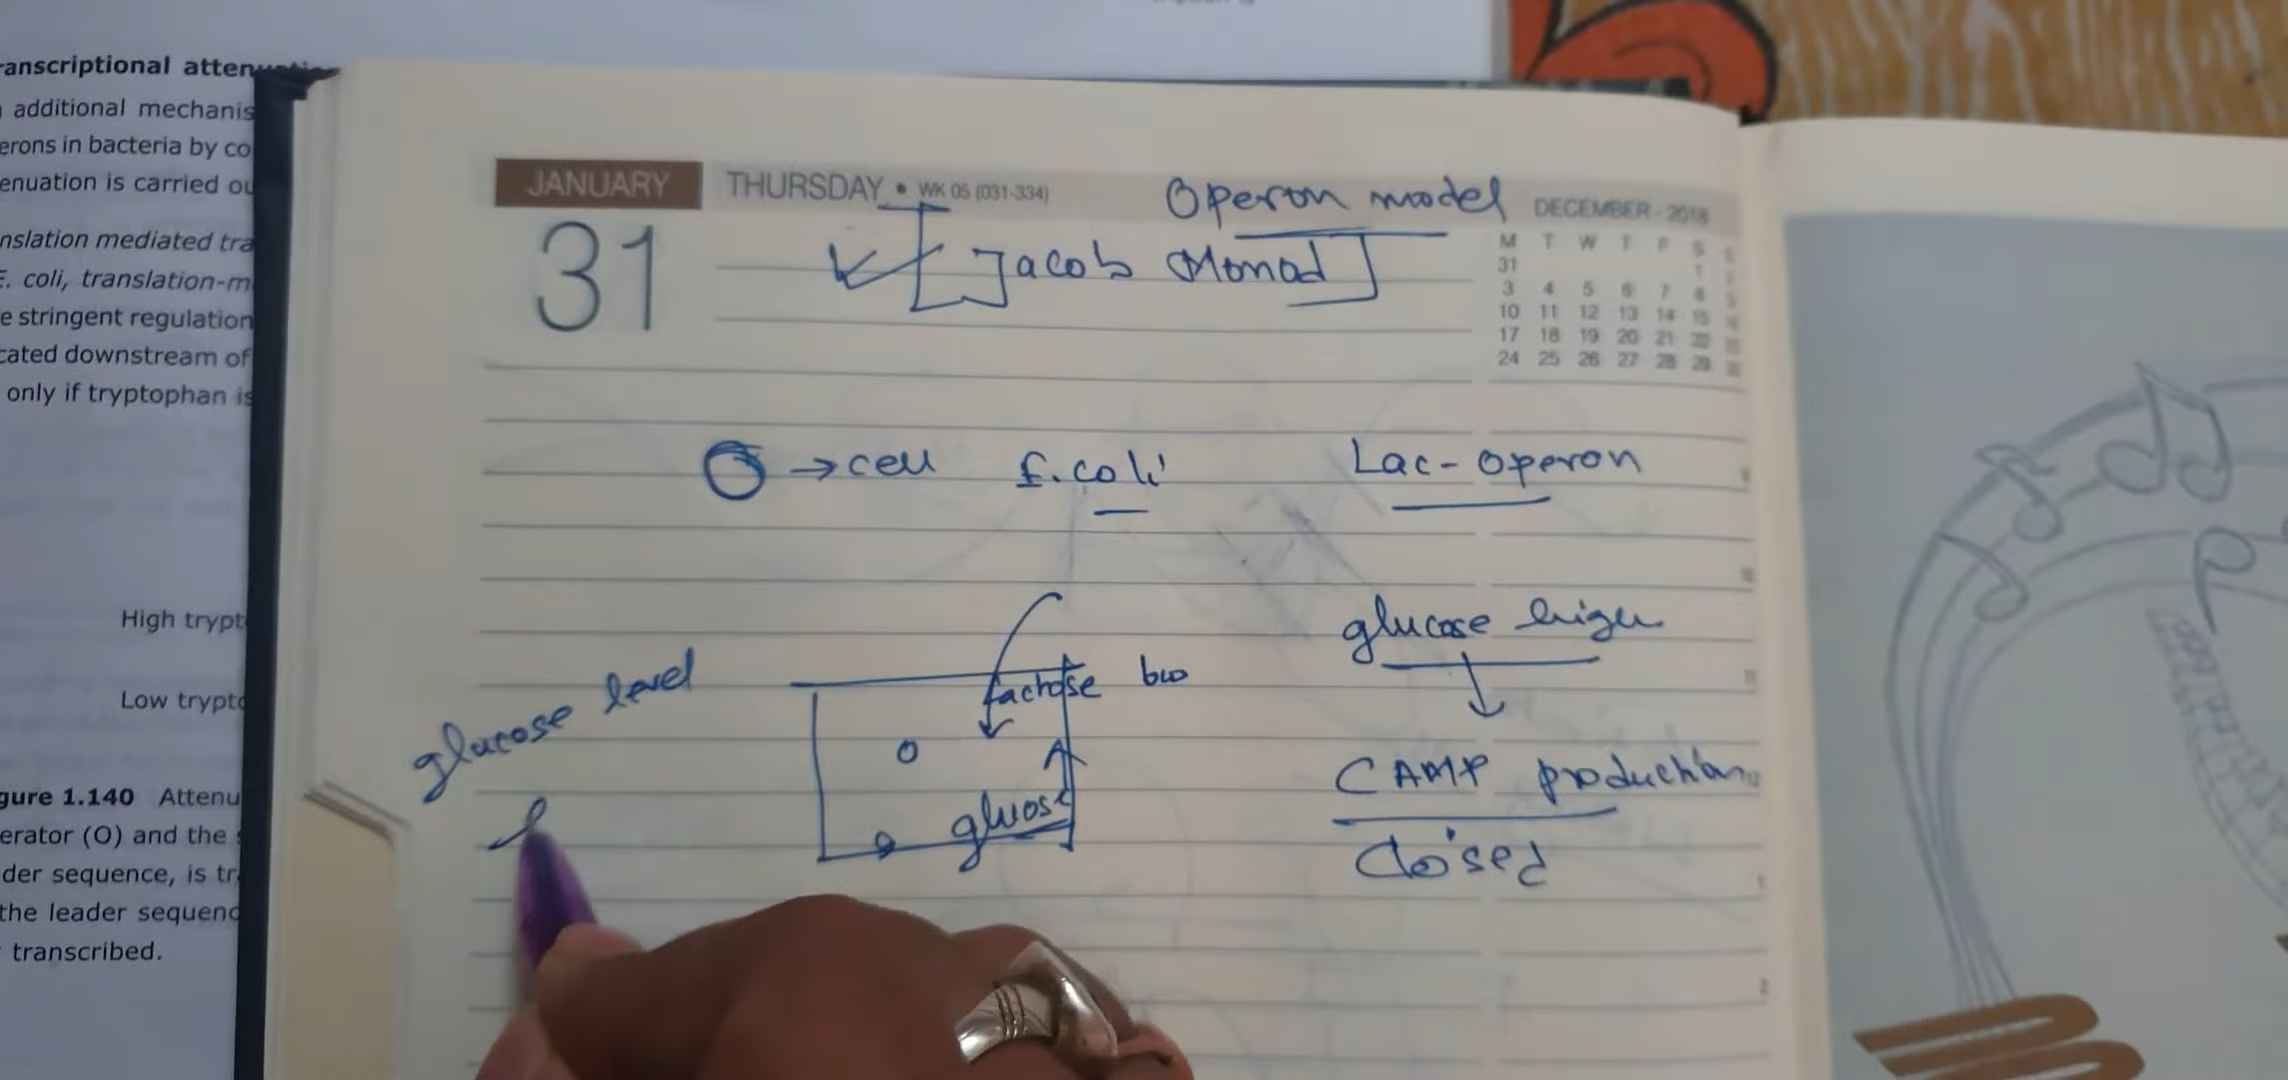 ranscriptional atten
additional mechanis
erons in bacteria by co
enuation is carried ou
nslation mediated tra
E. coli, translation-m
e stringent regulation
cated downstream of
only if tryptophan is
High trypt
Low trypto
gure 1.140 Attenu
erator (O) and the
der sequence, is tr
the leader sequenc
transcribed.
JANUARY THURSDAY • WK 05 (031-334)
31
Operon model
DECEMBER - 2018
M T W T F S
31 1
3 4 5 6 7 8
10 11 12 13 14 15
17 18 19 20 21 22
24 25 26 27 28 29
Jacob Monad
→ cell E.coli Lac-operon
glucose level
lactose
gluose
glucose
CAMP production
closed